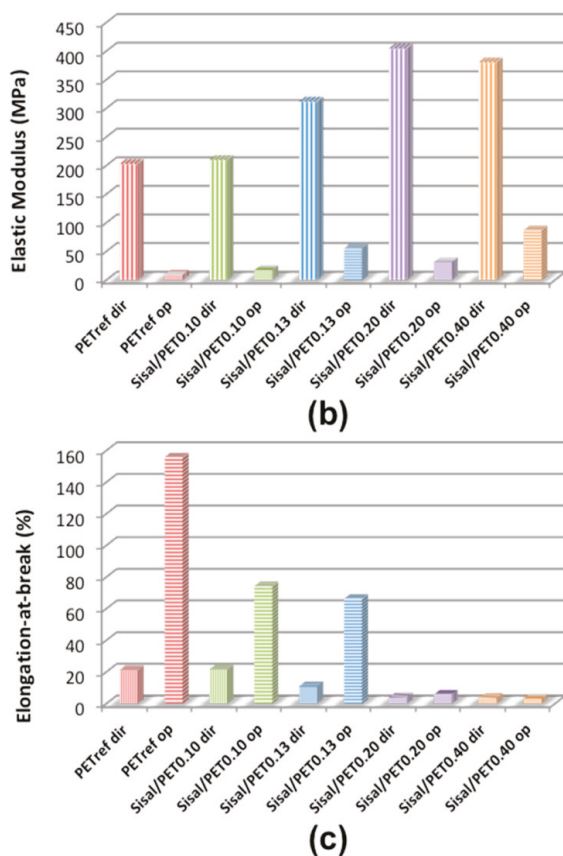 450
400
350
300
250
200
150
100
50
0
Elastic Modulus (MPa)
PETref dir
PETref op
Sisal/PET0.10 dir
Sisal/PET0.10 op
Sisal/PET0.13 dir
Sisal/PET0.13 op
Sisal/PET0.20 dir
Sisal/PET0.20 op
Sisal/PET0.40 dir
Sisal/PET0.40 op
(b)
160
140
120
100
80
60
40
20
0
Elongation-at-break (%)
PETref dir
PETref op
Sisal/PET0.10 dir
Sisal/PET0.10 op
Sisal/PET0.13 dir
Sisal/PET0.13 op
Sisal/PET0.20 dir
Sisal/PET0.20 op
Sisal/PET0.40 dir
Sisal/PET0.40 op
(c)